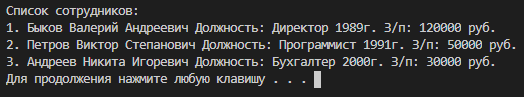 Список сотрудников:
1. Быков Валерий Андреевич Должность: Директор 1989г. З/п: 120000 руб.
2. Петров Виктор Степанович Должность: Программист 1991г. З/п: 50000 руб.
3. Андреев Никита Игоревич Должность: Бухгалтер 2000г. З/п: 30000 руб.
Для продолжения нажмите любую клавишу . . .